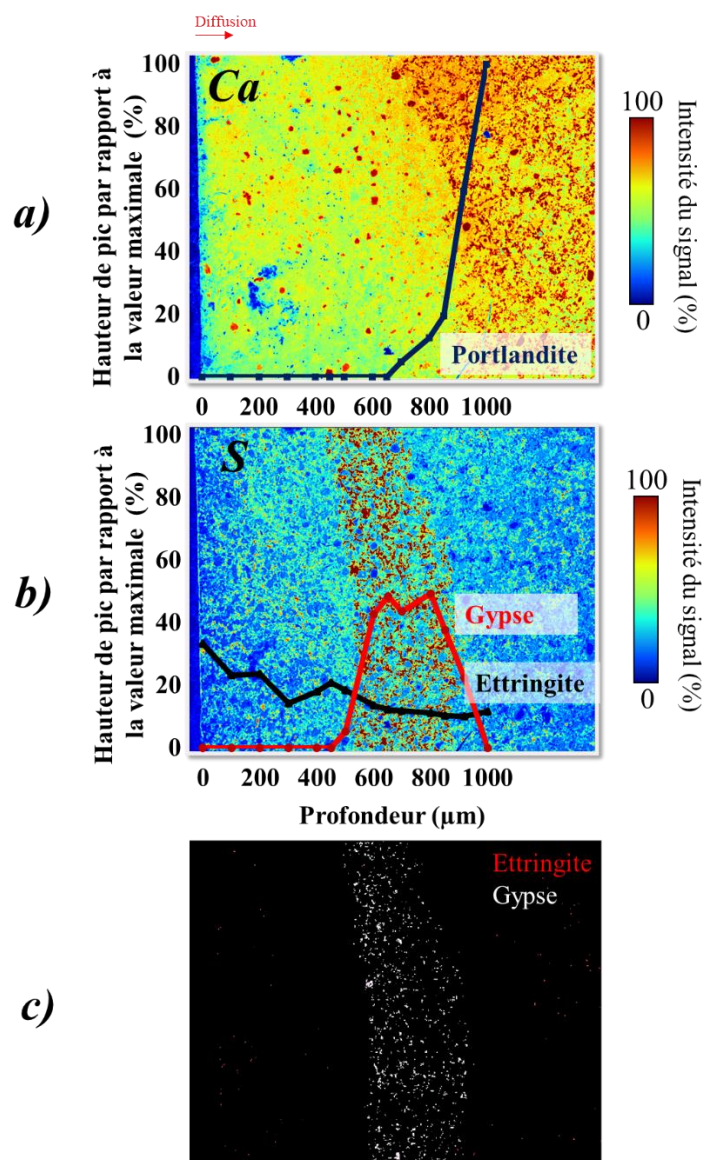 Diffusion
a)
Hauteur de pic par rapport à
la valeur maximale (%)
100
80
60
40
20
0
Ca
Portlandite
0 200 400 600 800 1000
100
0
Intensité du signal (%)
b)
Hauteur de pic par rapport à
la valeur maximale (%)
100
80
60
40
20
0
S
Gypse
Ettringite
0 200 400 600 800 1000
Profondeur (µm)
100
0
Intensité du signal (%)
c)
Ettringite
Gypse